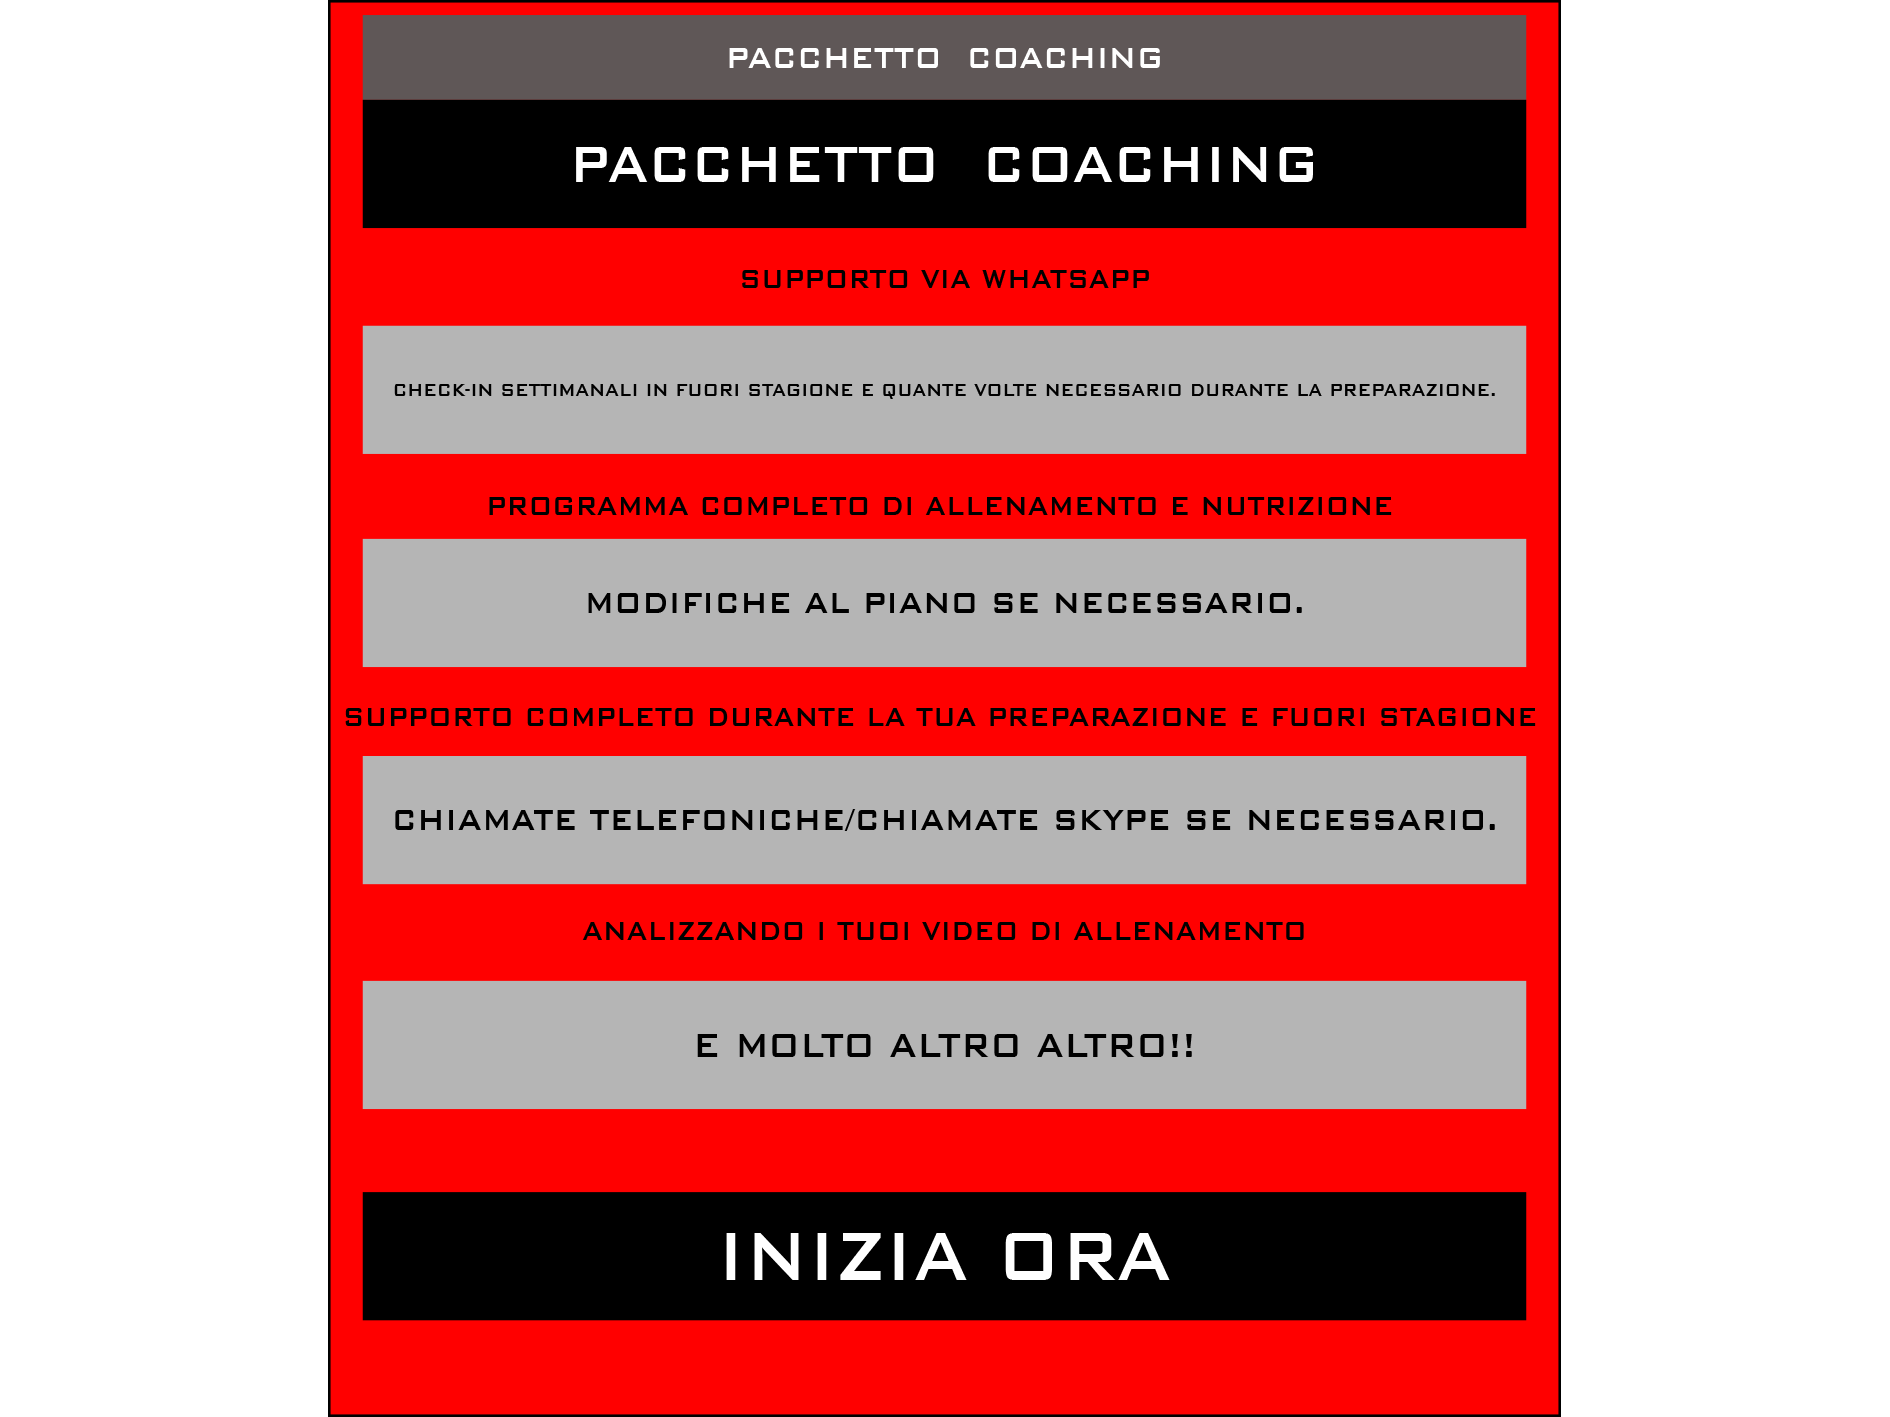 PACCHETTO COACHING
PACCHETTO COACHING
SUPPORTO VIA WHATSAPP
CHECK-IN SETTIMANALI IN FUORI STAGIONE E QUANTE VOLTE NECESSARIO DURANTE LA PREPARAZIONE.
PROGRAMMA COMPLETO DI ALLENAMENTO E NUTRIZIONE
MODIFICHE AL PIANO SE NECESSARIO.
SUPPORTO COMPLETO DURANTE LA TUA PREPARAZIONE E FUORI STAGIONE
CHIAMATE TELEFONICHE/CHIAMATE SKYPE SE NECESSARIO.
ANALIZZANDO I TUOI VIDEO DI ALLENAMENTO
E MOLTO ALTRO ALTRO!!
INIZIA ORA